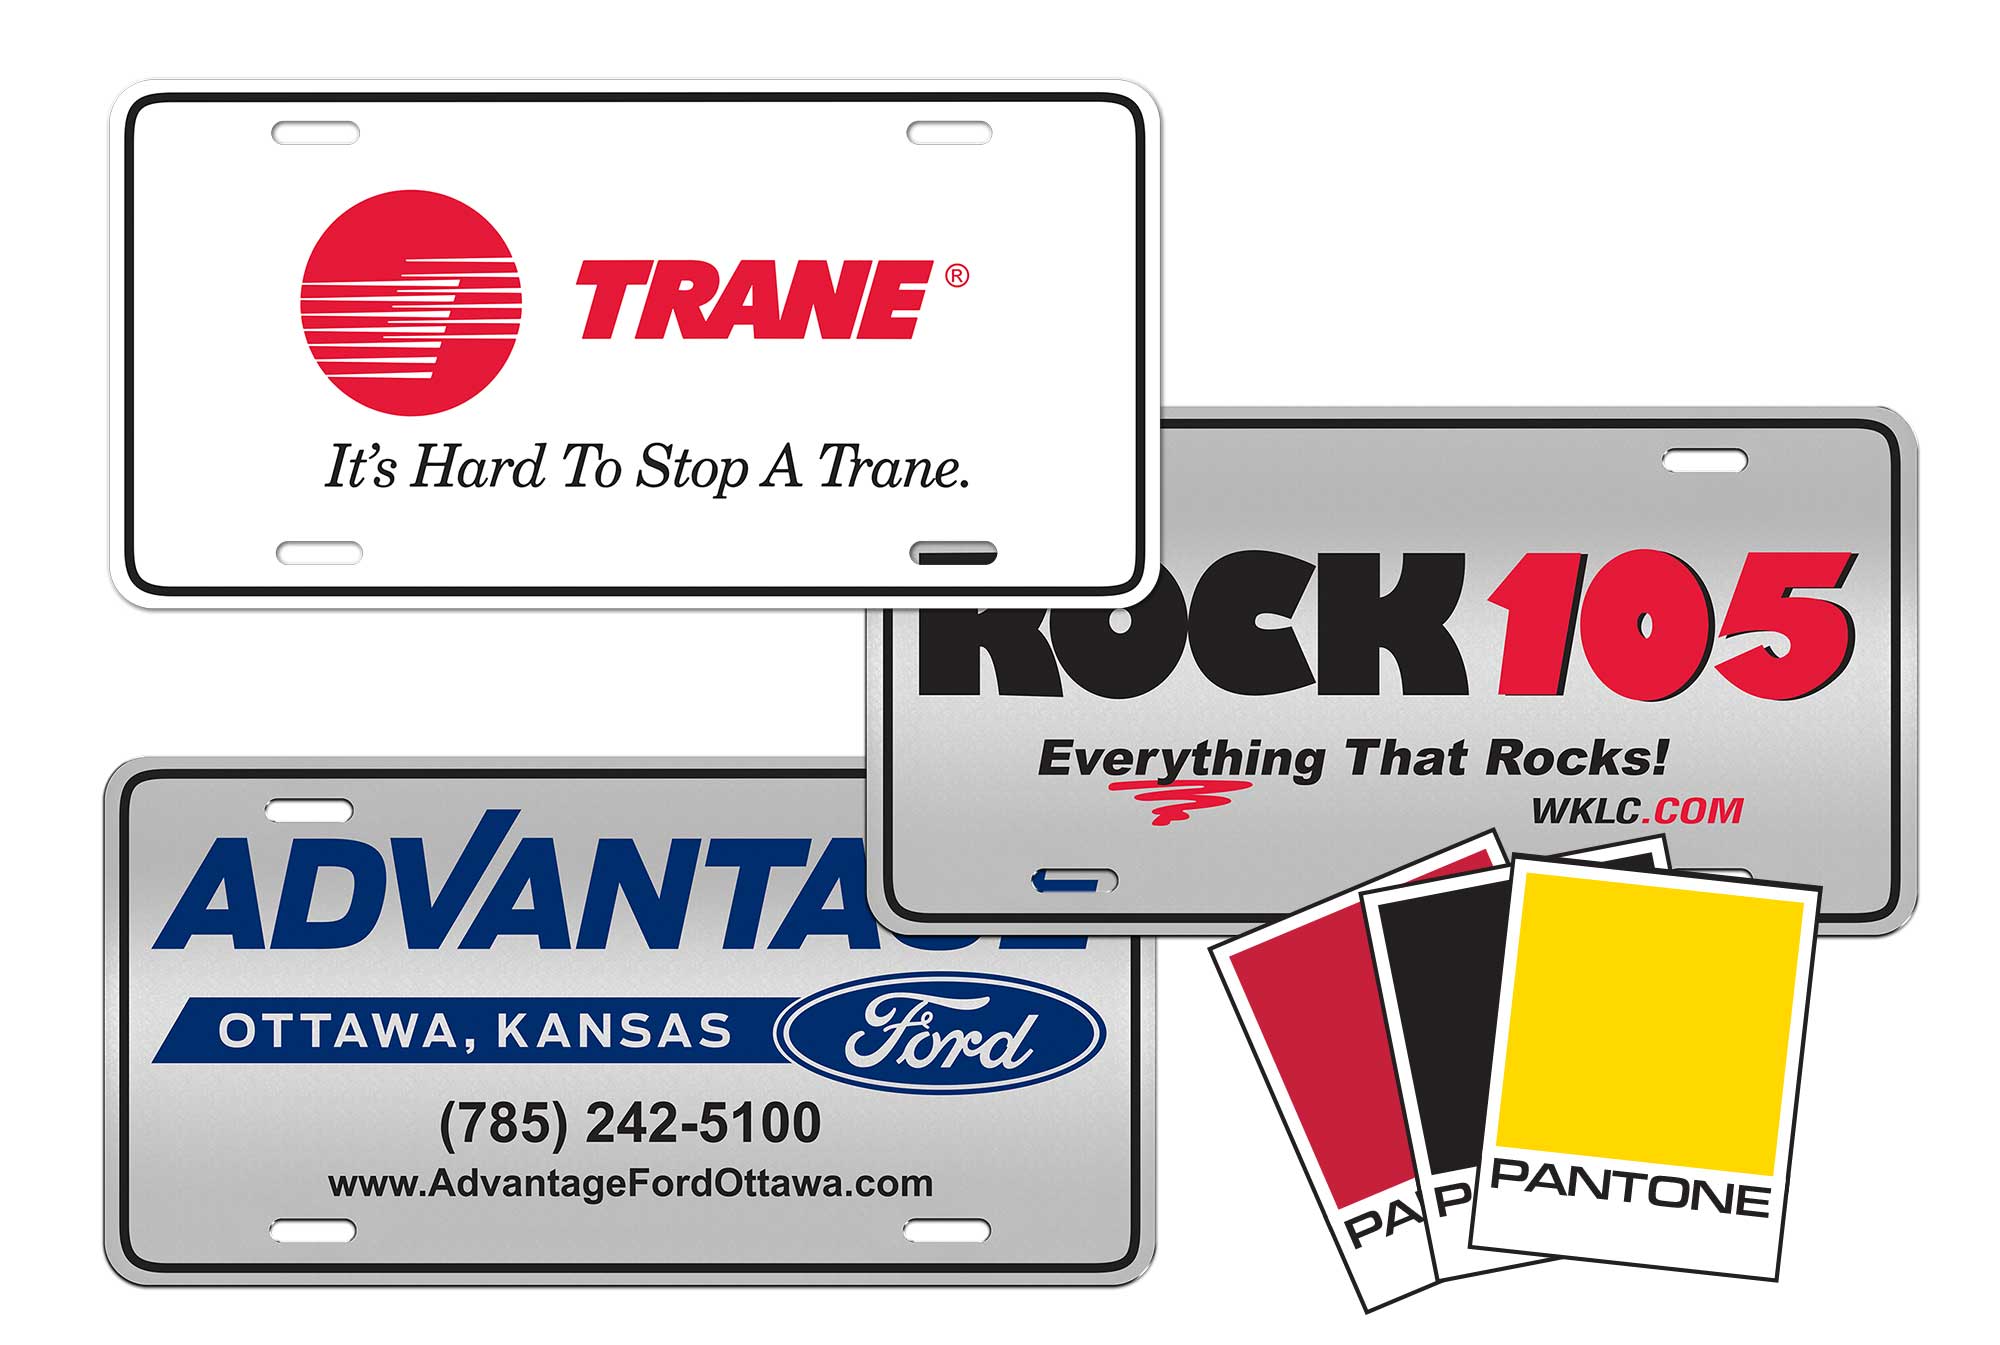 TRANE®
It's Hard To Stop A Trane.
ROCK 105
Everything That Rocks!
WKLC.COM
ADVANTAGE
OTTAWA, KANSAS
Ford
(785) 242-5100
www.AdvantageFordOttawa.com
PA
P
PANTONE